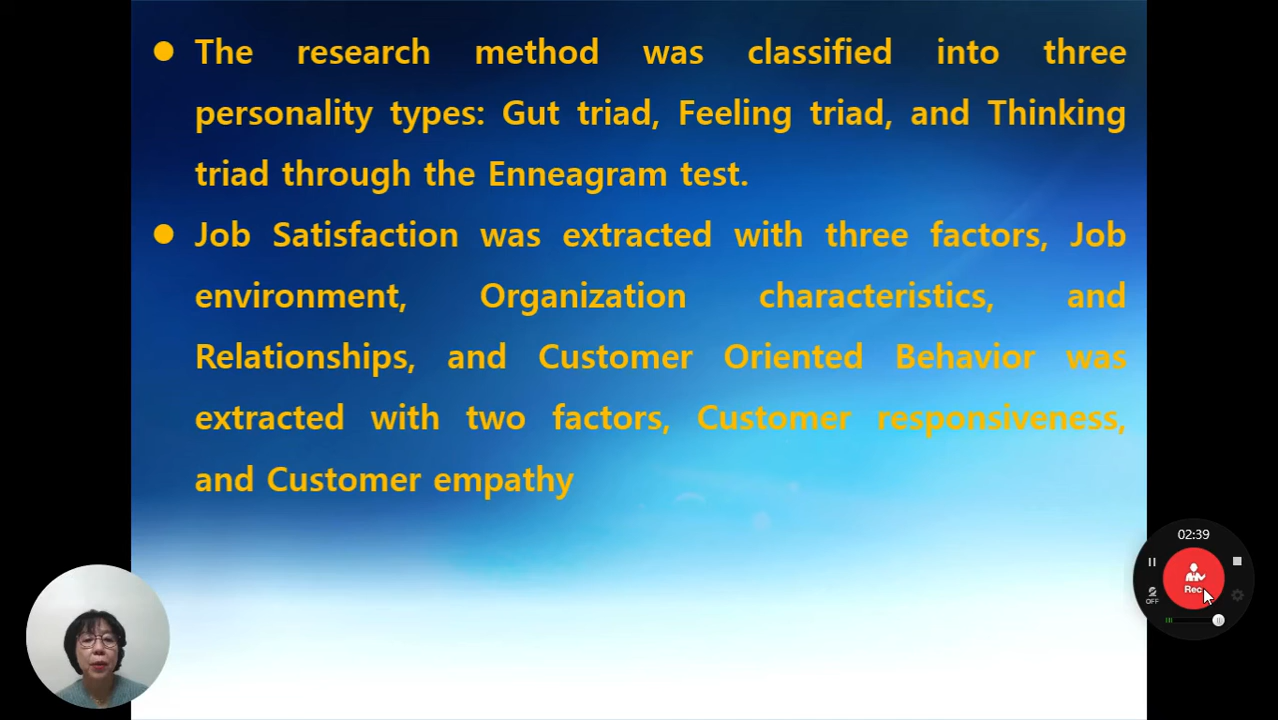 The research method was classified into three
personality types: Gut triad, Feeling triad, and Thinking
triad through the Enneagram test.
Job Satisfaction was extracted with three factors, Job
environment, Organization characteristics, and
Relationships, and Customer Oriented Behavior was
extracted with two factors, Customer responsiveness,
and Customer empathy
02:39
Rec
OFF